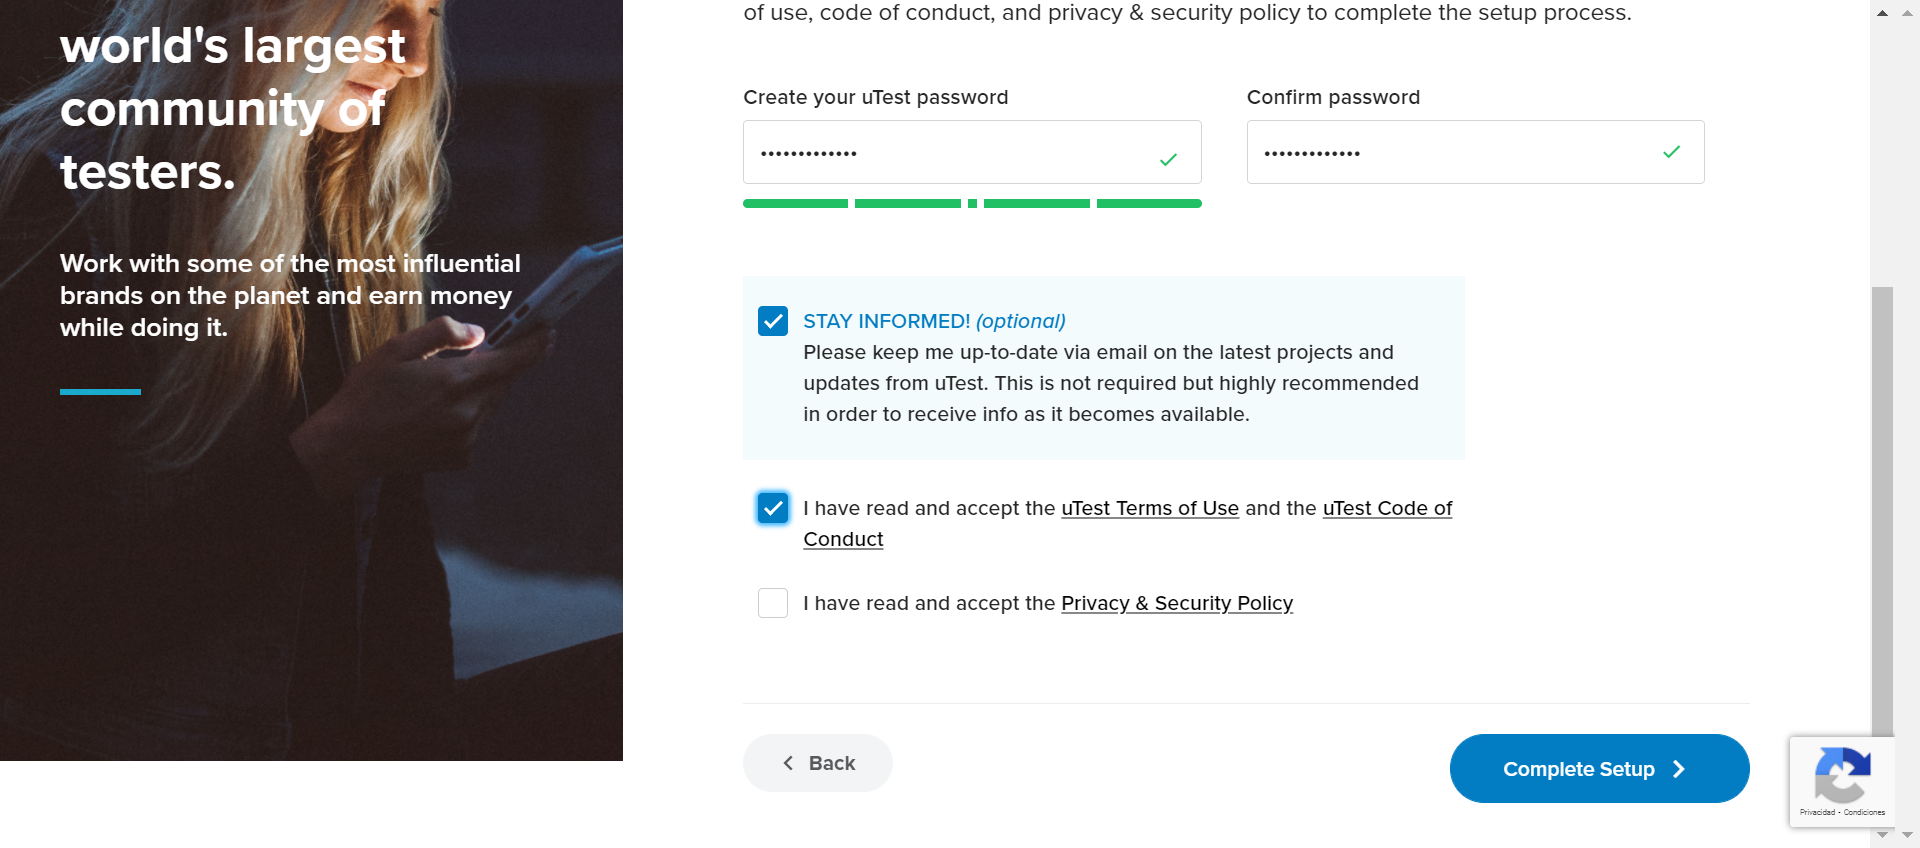 world's largest
community of
testers.
Work with some of the most influential
brands on the planet and earn money
while doing it.
of use, code of conduct, and privacy & security policy to complete the setup process.
Create your uTest password
Confirm password
•••••••••••••
•••••••••••••
STAY INFORMED! (optional)
Please keep me up-to-date via email on the latest projects and
updates from uTest. This is not required but highly recommended
in order to receive info as it becomes available.
I have read and accept the uTest Terms of Use and the uTest Code of
Conduct
I have read and accept the Privacy & Security Policy
Back
Complete Setup
Privacidad - Condiciones